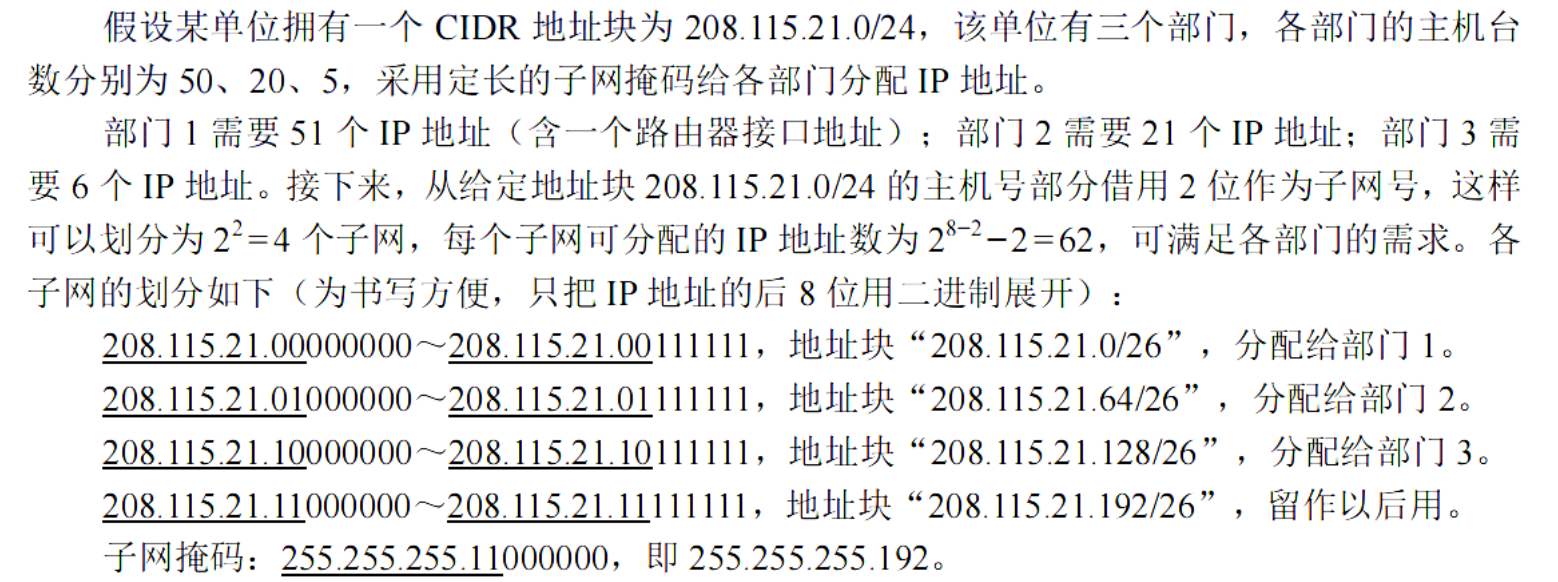 假设某单位拥有一个 CIDR 地址块为 208.115.21.0/24，该单位有三个部门，各部门的主机台
数分别为 50、20、5，采用定长的子网掩码给各部门分配 IP 地址。
部门 1 需要 51 个 IP 地址（含一个路由器接口地址）；部门 2 需要 21 个 IP 地址；部门 3 需
要 6 个 IP 地址。接下来，从给定地址块 208.115.21.0/24 的主机号部分借用 2 位作为子网号，这样
可以划分为 2²=4 个子网，每个子网可分配的 IP 地址数为 2⁸⁻²−2=62，可满足各部门的需求。各
子网的划分如下（为书写方便，只把 IP 地址的后 8 位用二进制展开）：
208.115.21.00000000～208.115.21.00111111，地址块“208.115.21.0/26”，分配给部门 1。
208.115.21.01000000～208.115.21.01111111，地址块“208.115.21.64/26”，分配给部门 2。
208.115.21.10000000～208.115.21.10111111，地址块“208.115.21.128/26”，分配给部门 3。
208.115.21.11000000～208.115.21.11111111，地址块“208.115.21.192/26”，留作以后用。
子网掩码：255.255.255.11000000，即 255.255.255.192。